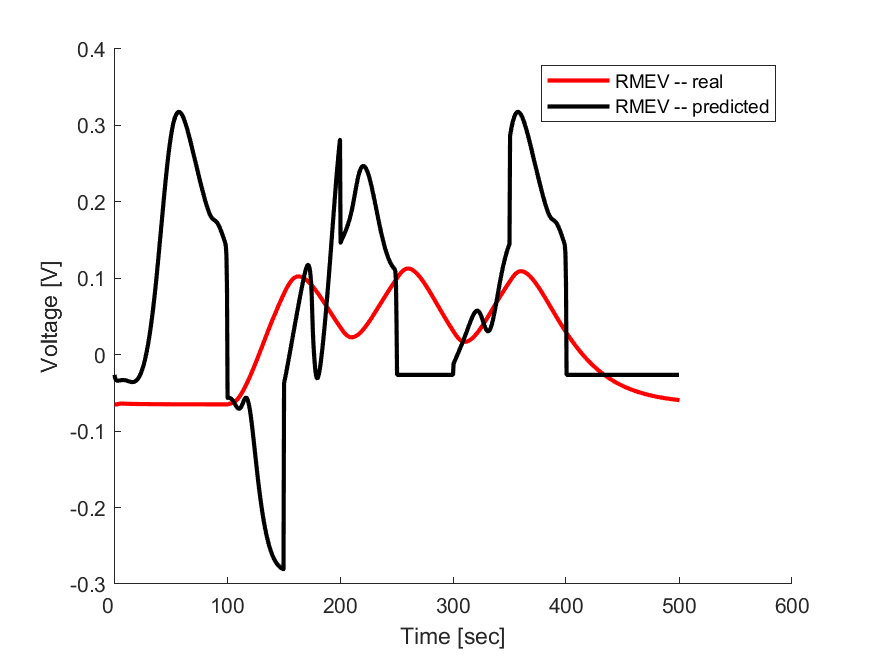 0.4
0.3
0.2
0.1
0
-0.1
-0.2
-0.3
Voltage [V]
RMEV -- real
RMEV -- predicted
0 100 200 300 400 500 600
Time [sec]